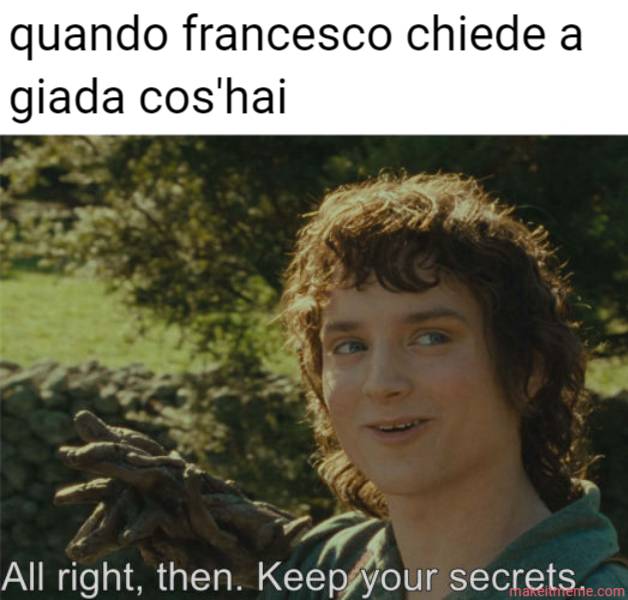 quando francesco chiede a
giada cos'hai
All right, then. Keep your secrets.
makeitmeme.com